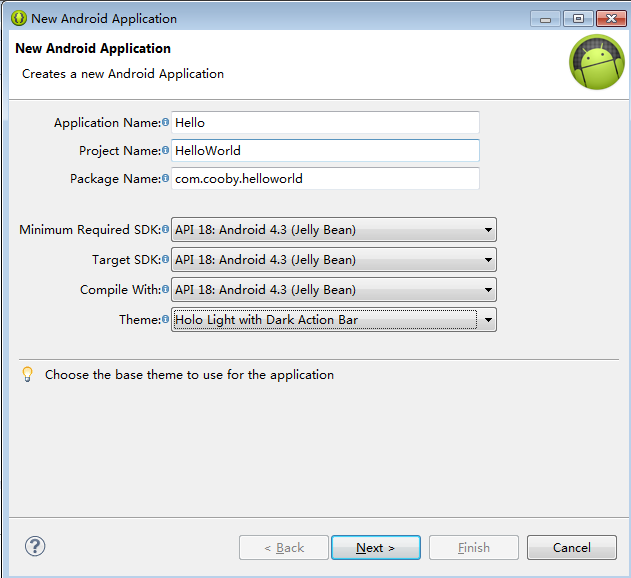 New Android Application
New Android Application
Creates a new Android Application
Application Name: Hello
Project Name: HelloWorld
Package Name: com.cooby.helloworld
Minimum Required SDK: API 18: Android 4.3 (Jelly Bean)
Target SDK: API 18: Android 4.3 (Jelly Bean)
Compile With: API 18: Android 4.3 (Jelly Bean)
Theme: Holo Light with Dark Action Bar
Choose the base theme to use for the application
? < Back Next > Finish Cancel